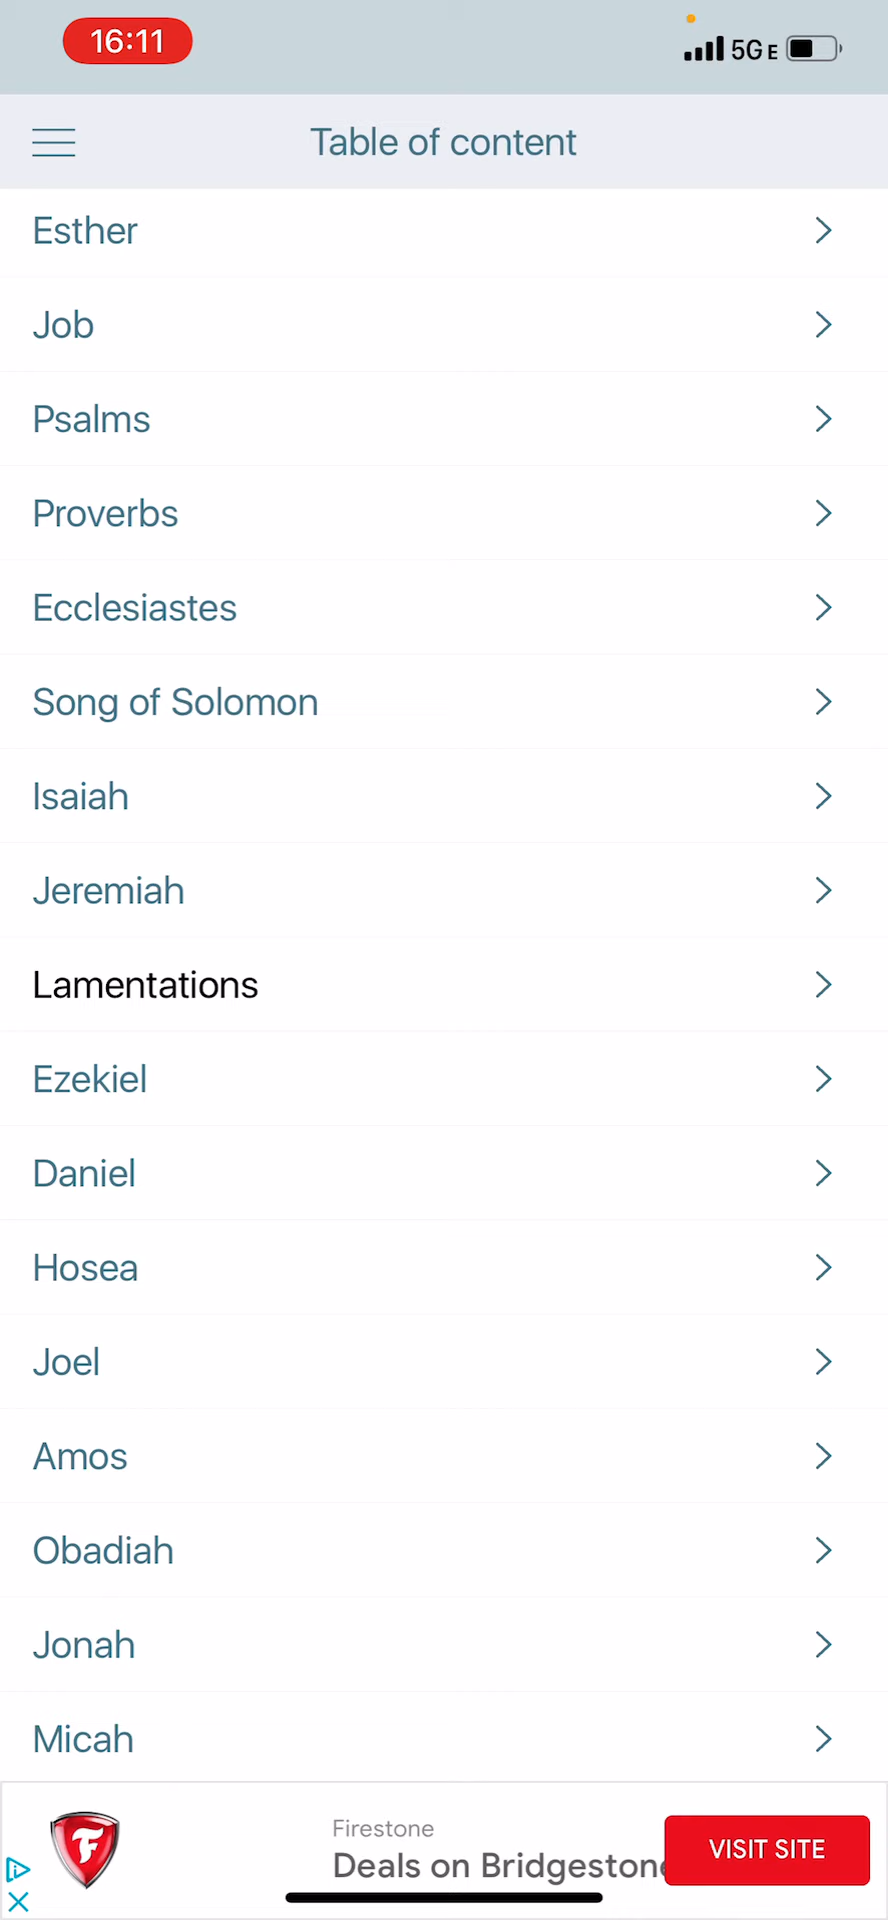 16:11
5G E
Table of content
Esther
Job
Psalms
Proverbs
Ecclesiastes
Song of Solomon
Isaiah
Jeremiah
Lamentations
Ezekiel
Daniel
Hosea
Joel
Amos
Obadiah
Jonah
Micah
Firestone
Deals on Bridgestone
VISIT SITE